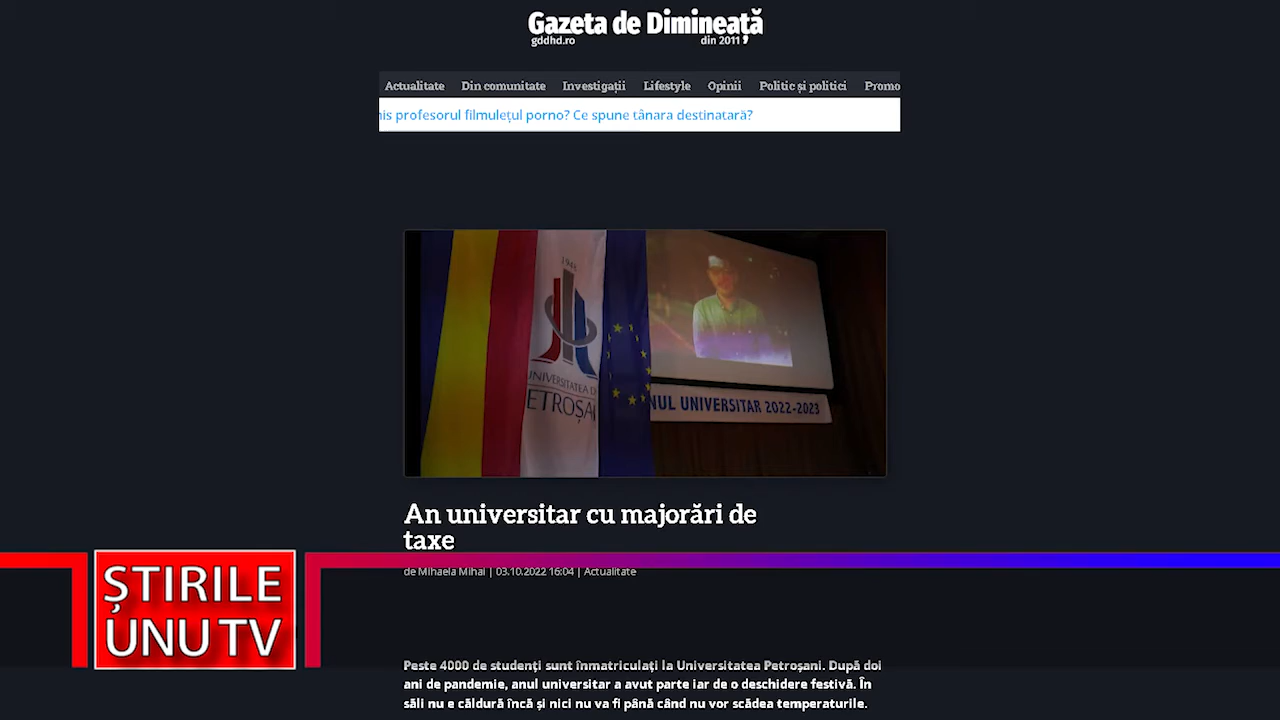 Gazeta de Dimineață
gddhd.ro din 2011
Actualitate Din comunitate Investigații Lifestyle Opinii Politic și politici Promo
profesorul filmulețul porno? Ce spune tânara destinatară?
1948
UNIVERSITATEA D
ETROȘA
NUL UNIVERSITAR 2022-2023
An universitar cu majorări de
taxe
de Mihaela Mihai | 03.10.2022 16:04 | Actualitate
ȘTIRILE
UNU TV
Peste 4000 de studenți sunt înmatriculați la Universitatea Petroșani. După doi
ani de pandemie, anul universitar a avut parte iar de o deschidere festivă. În
săli nu e căldură încă și nici nu va fi până când nu vor scădea temperaturile.